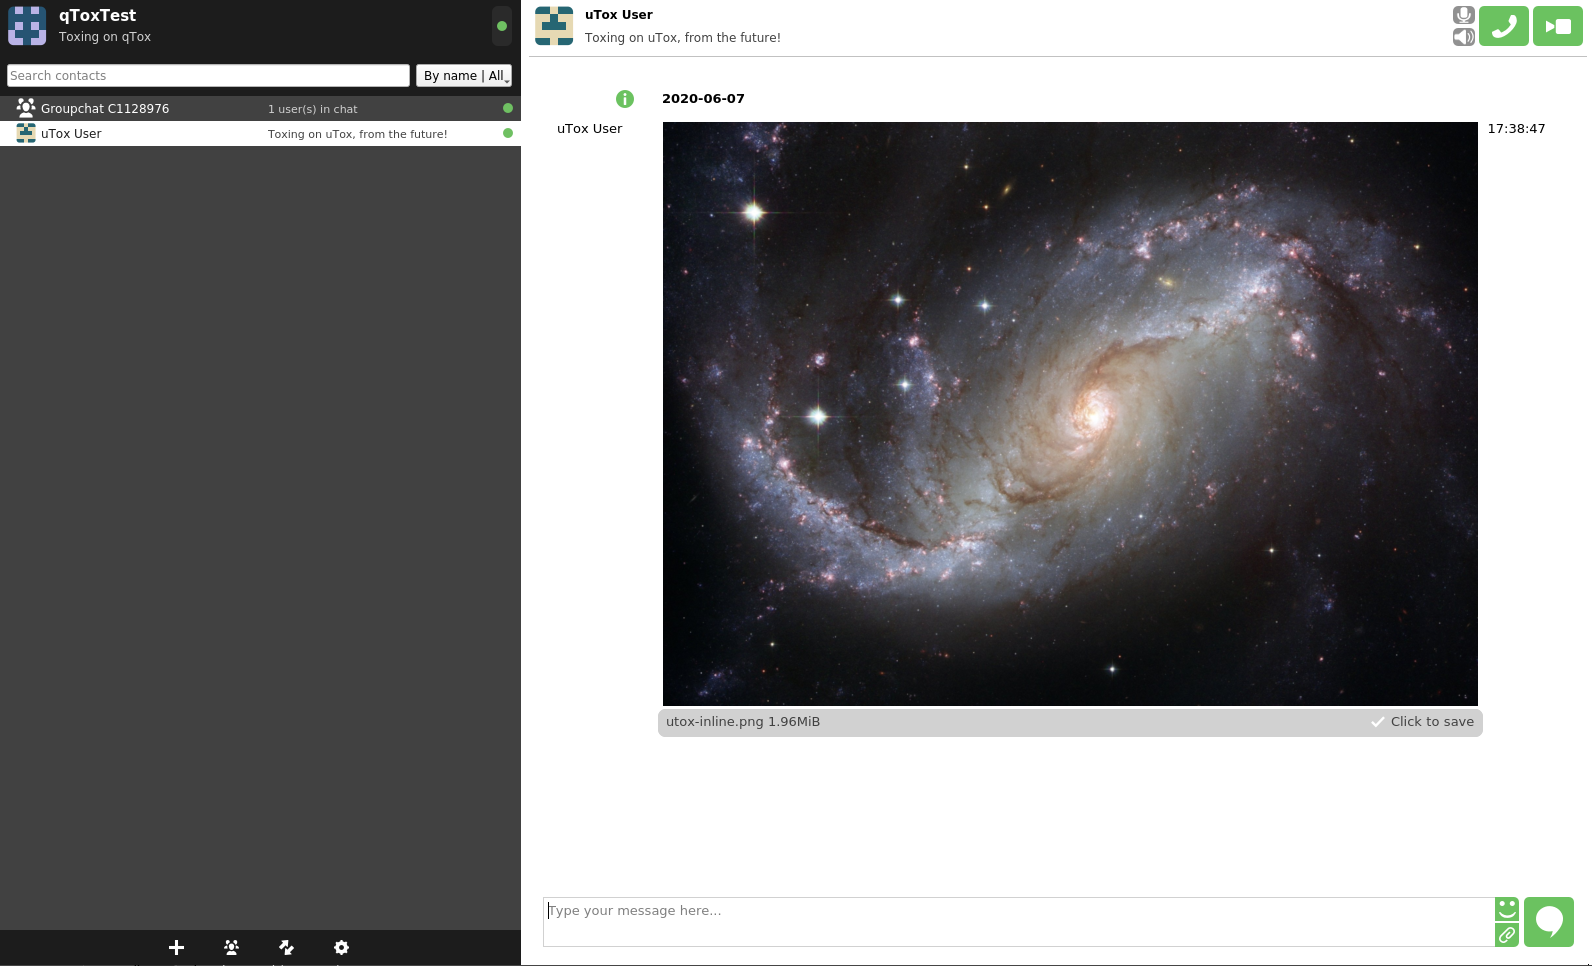 qToxTest
Toxing on qTox
Search contacts
By name | All
Groupchat C1128976 1 user(s) in chat
uTox User Toxing on uTox, from the future!
uTox User
Toxing on uTox, from the future!
2020-06-07
uTox User 17:38:47
utox-inline.png 1.96MiB Click to save
Type your message here...